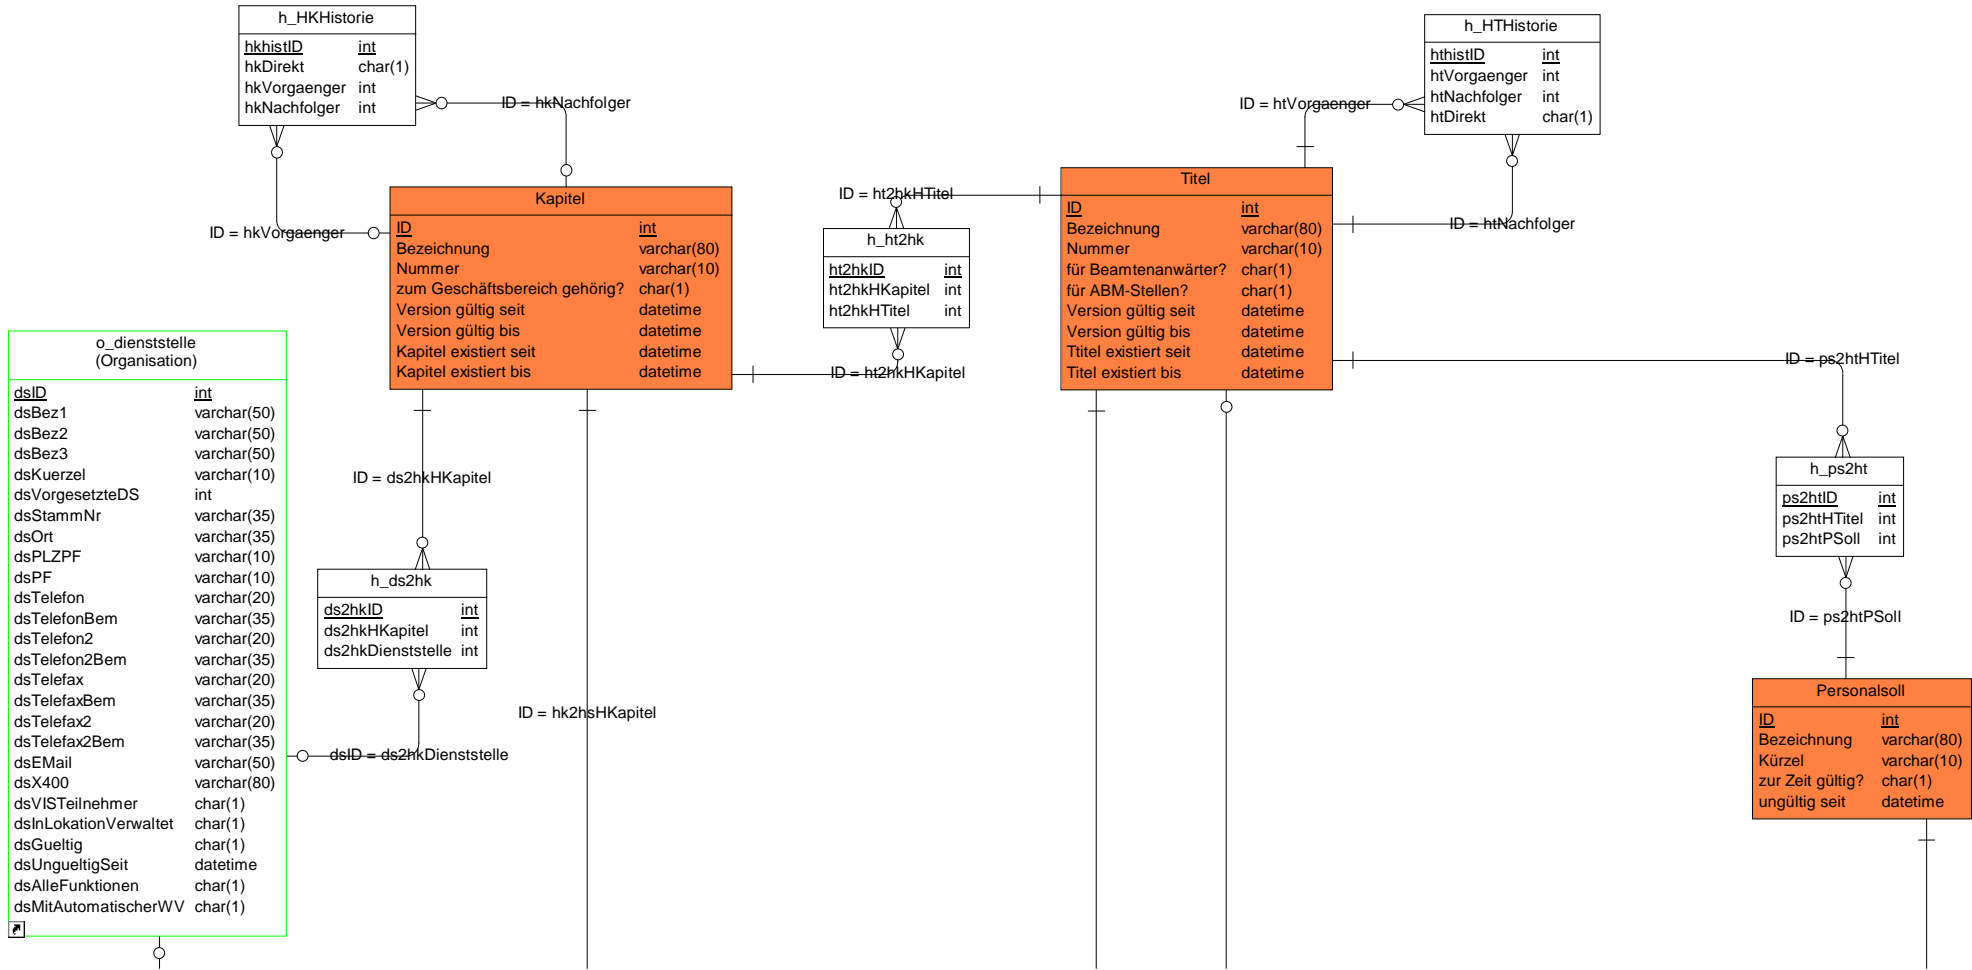 h_HKHistorie
hkhistID int
hkDirekt char(1)
hkVorgaenger int
hkNachfolger int
ID = hkNachfolger
ID = hkVorgaenger
h_HTHistorie
hthistID int
htVorgaenger int
htNachfolger int
htDirekt char(1)
ID = htVorgaenger
ID = htNachfolger
Kapitel
ID int
Bezeichnung varchar(80)
Nummer varchar(10)
zum Geschäftsbereich gehörig? char(1)
Version gültig seit datetime
Version gültig bis datetime
Kapitel existiert seit datetime
Kapitel existiert bis datetime
ID = ht2hkHTitel
h_ht2hk
ht2hkID int
ht2hkHKapitel int
ht2hkHTitel int
ID = ht2hkHKapitel
Titel
ID int
Bezeichnung varchar(80)
Nummer varchar(10)
für Beamtenanwärter? char(1)
für ABM-Stellen? char(1)
Version gültig seit datetime
Version gültig bis datetime
Ttitel existiert seit datetime
Titel existiert bis datetime
ID = ps2htHTitel
o_dienststelle
(Organisation)
dsID int
dsBez1 varchar(50)
dsBez2 varchar(50)
dsBez3 varchar(50)
dsKuerzel varchar(10)
dsVorgesetzteDS int
dsStammNr varchar(35)
dsOrt varchar(35)
dsPLZPF varchar(10)
dsPF varchar(10)
dsTelefon varchar(20)
dsTelefonBem varchar(35)
dsTelefon2 varchar(20)
dsTelefon2Bem varchar(35)
dsTelefax varchar(20)
dsTelefaxBem varchar(35)
dsTelefax2 varchar(20)
dsTelefax2Bem varchar(35)
dsEMail varchar(50)
dsX400 varchar(80)
dsVISTeilnehmer char(1)
dsInLokationVerwaltet char(1)
dsGueltig char(1)
dsUngueltigSeit datetime
dsAlleFunktionen char(1)
dsMitAutomatischerWV char(1)
ID = ds2hkHKapitel
h_ds2hk
ds2hkID int
ds2hkHKapitel int
ds2hkDienststelle int
dsID = ds2hkDienststelle
ID = hk2hsHKapitel
h_ps2ht
ps2htID int
ps2htHTitel int
ps2htPSoll int
ID = ps2htPSoll
Personalsoll
ID int
Bezeichnung varchar(80)
Kürzel varchar(10)
zur Zeit gültig? char(1)
ungültig seit datetime